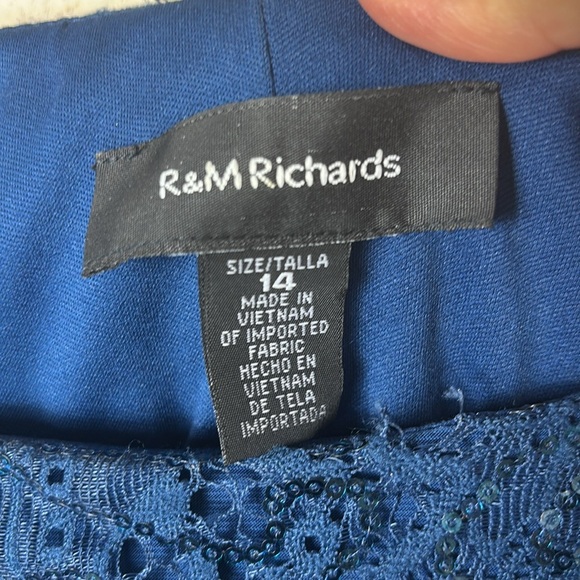 R&M Richards
SIZE/TALLA
14
MADE IN
VIETNAM
OF IMPORTED
FABRIC
HECHO EN
VIETNAM
DE TELA
IMPORTADA